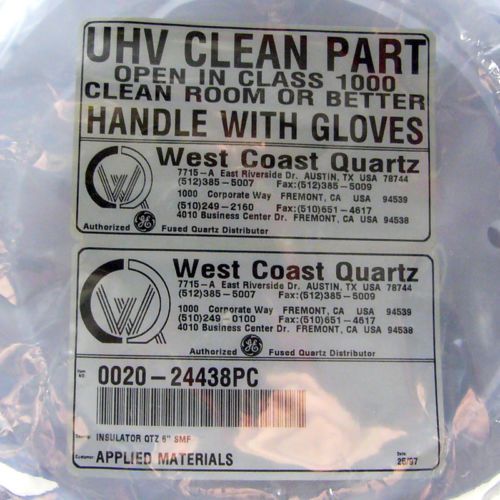 UHV CLEAN PART
OPEN IN CLASS 1000
CLEAN ROOM OR BETTER
HANDLE WITH GLOVES
West Coast Quartz
7715-A East Riverside Dr. AUSTIN, TX USA 78744
(512)385-5007 Fax:(512)385-5009
1000 Corporate Way FREMONT, CA USA 94539
(510)249-2160 Fax:(510)651-4617
4010 Business Center Dr. FREMONT, CA USA 94538
Authorized GE Fused Quartz Distributor
West Coast Quartz
7715-A East Riverside Dr. AUSTIN, TX USA 78744
(512)385-5007 Fax:(512)385-5009
1000 Corporate Way FREMONT, CA USA 94539
(510)249-0100 Fax:(510)651-4617
4010 Business Center Dr. FREMONT, CA USA 94538
Authorized GE Fused Quartz Distributor
0020-24438PC
INSULATOR QTZ 6" SMF
Customer: APPLIED MATERIALS
Date